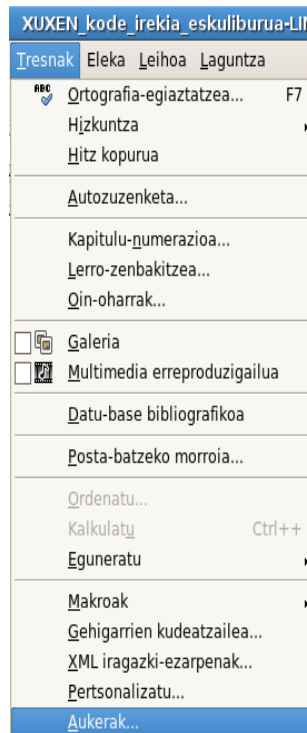 XUXEN_kode_irekia_eskuliburua-LIN
Tresnak Eleka Leihoa Laguntza
ABC Ortografia-egiaztatzea... F7
Hizkuntza
Hitz kopurua
Autozuzenketa...
Kapitulu-numerazioa...
Lerro-zenbakitzea...
Oin-oharrak...
Galeria
Multimedia erreproduzigailua
Datu-base bibliografikoa
Posta-batzeko morroia...
Ordenatu...
Kalkulatu Ctrl++
Eguneratu
Makroak
Gehigarrien kudeatzailea...
XML iragazki-ezarpenak...
Pertsonalizatu...
Aukerak...